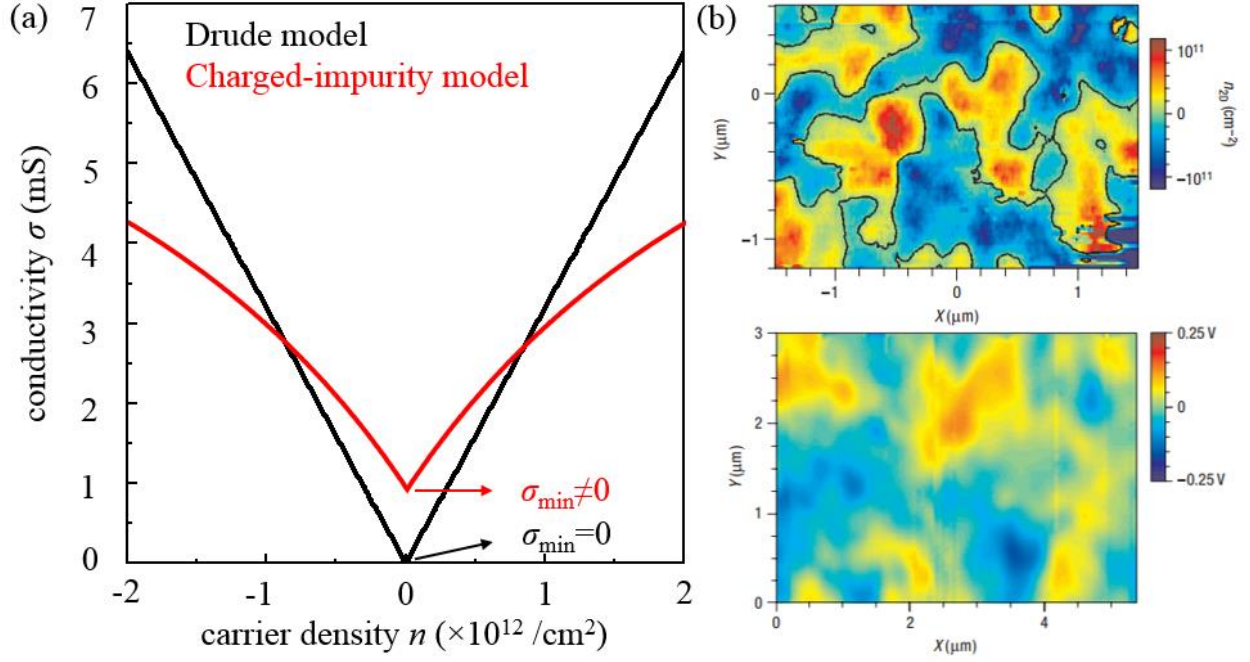 (a)
Drude model
Charged-impurity model
conductivity σ (mS)
7
6
5
4
3
2
1
0
σmin≠0
σmin=0
-2
-1
0
1
2
carrier density n (×10¹² /cm²)
(b)
0
-1
Y (μm)
-1
0
1
X (μm)
10¹¹
0
−10¹¹
n2D (cm⁻²)
3
2
1
0
Y (μm)
0
2
4
X (μm)
0.25 V
0
−0.25 V